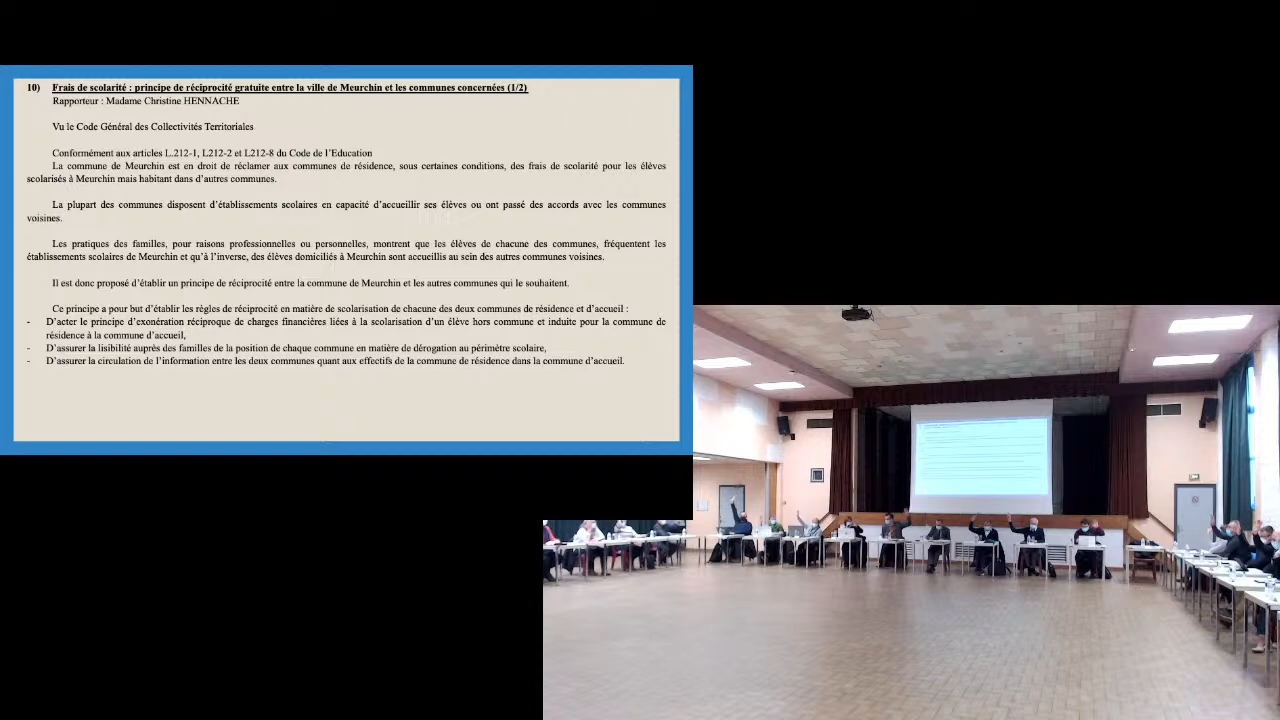 10) Frais de scolarité : principe de réciprocité gratuite entre la ville de Meurchin et les communes concernées (1/2)
Rapporteur : Madame Christine HENNACHE
Vu le Code Général des Collectivités Territoriales
Conformément aux articles L.212-1, L212-2 et L212-8 du Code de l'Education
La commune de Meurchin est en droit de réclamer aux communes de résidence, sous certaines conditions, des frais de scolarité pour les élèves
scolarisés à Meurchin mais habitant dans d'autres communes.
La plupart des communes disposent d'établissements scolaires en capacité d'accueillir ses élèves ou ont passé des accords avec les communes
voisines.
Les pratiques des familles, pour raisons professionnelles ou personnelles, montrent que les élèves de chacune des communes, fréquentent les
établissements scolaires de Meurchin et qu'à l'inverse, des élèves domiciliés à Meurchin sont accueillis au sein des autres communes voisines.
Il est donc proposé d'établir un principe de réciprocité entre la commune de Meurchin et les autres communes qui le souhaitent.
Ce principe a pour but d'établir les règles de réciprocité en matière de scolarisation de chacune des deux communes de résidence et d'accueil :
- D'acter le principe d'exonération réciproque de charges financières liées à la scolarisation d'un élève hors commune et induite pour la commune de
résidence à la commune d'accueil,
- D'assurer la lisibilité auprès des familles de la position de chaque commune en matière de dérogation au périmètre scolaire,
- D'assurer la circulation de l'information entre les deux communes quant aux effectifs de la commune de résidence dans la commune d'accueil.